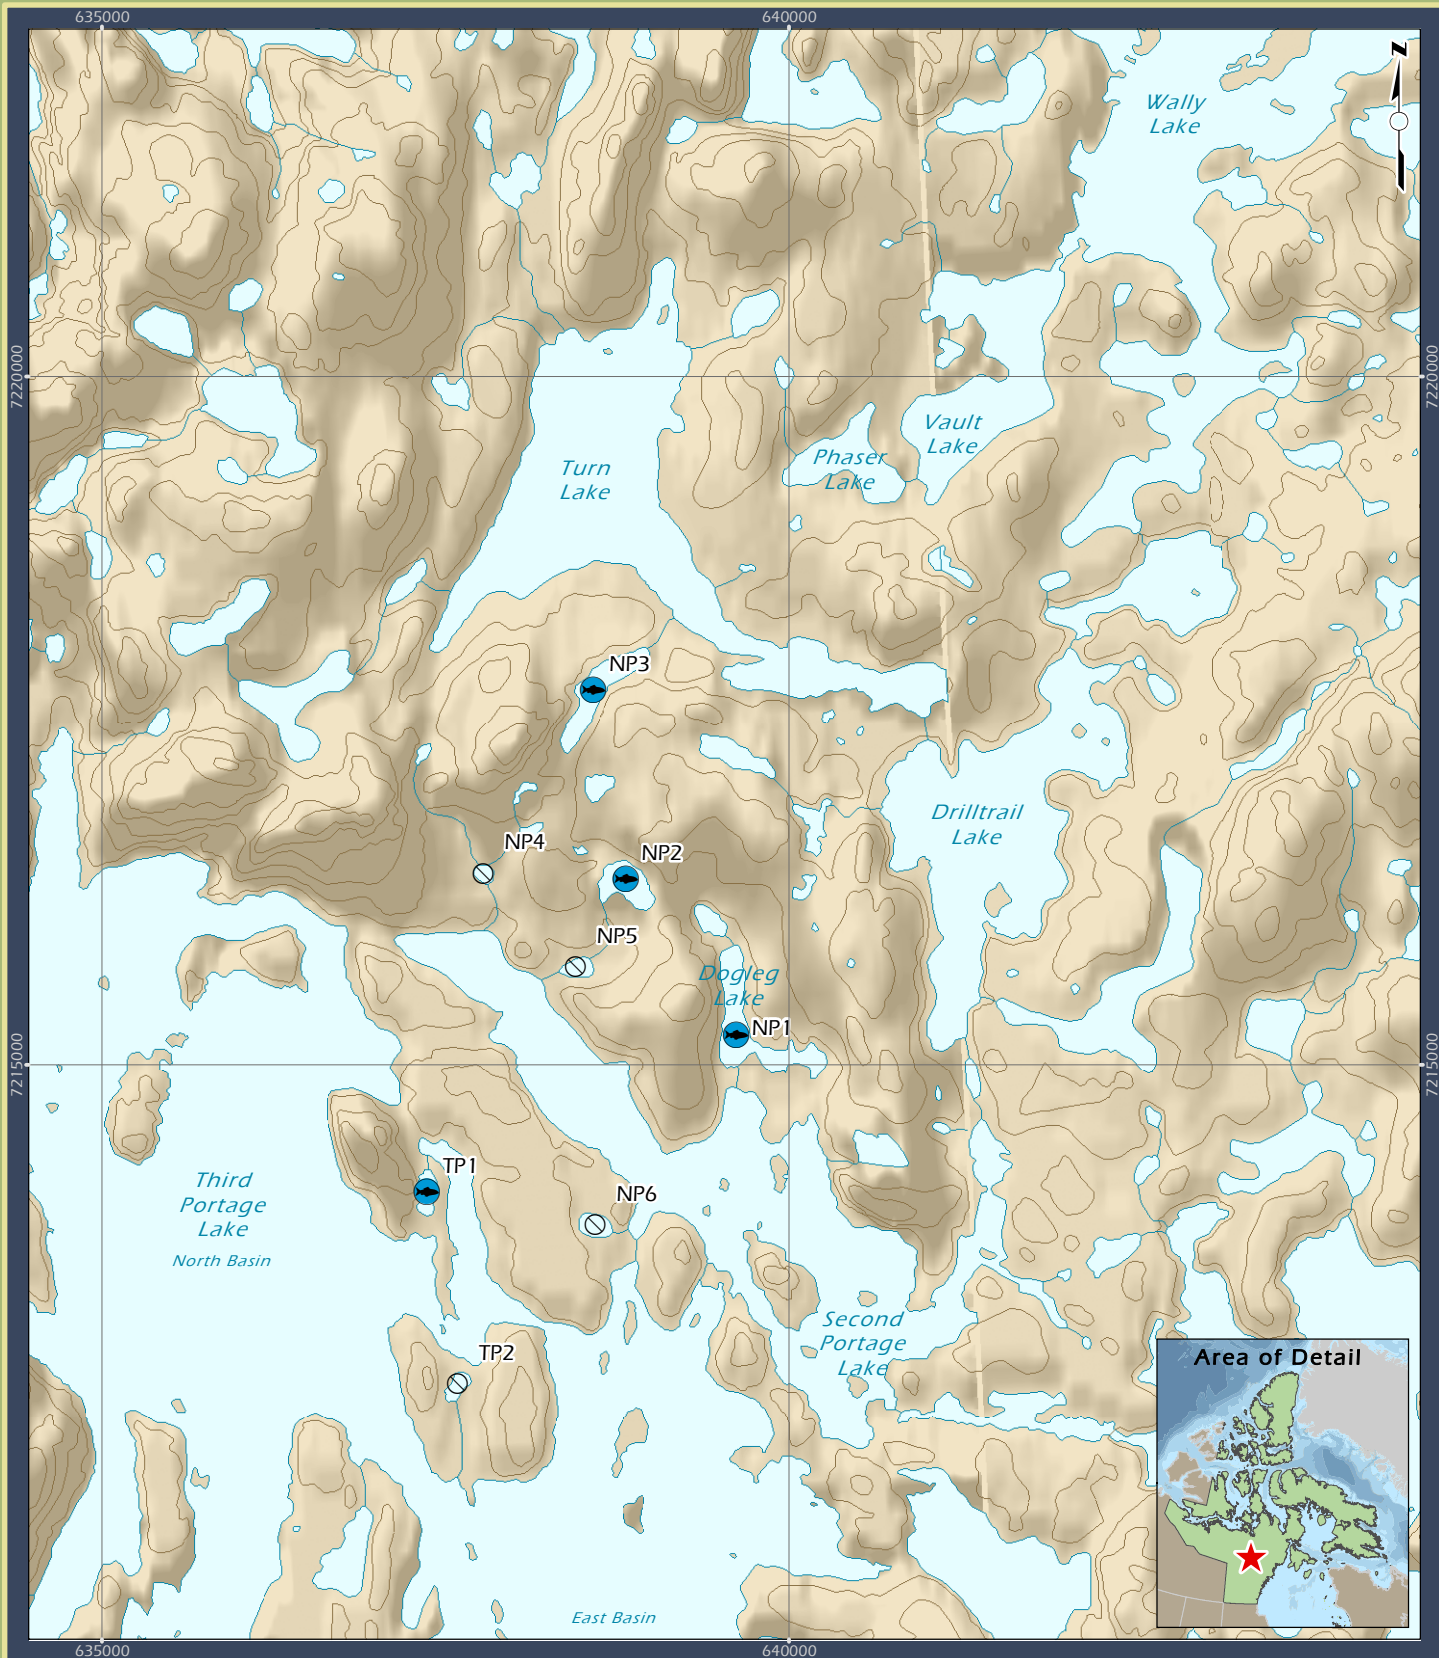 635000
640000
N
Wally
Lake
7220000
7220000
Vault
Lake
Phaser
Lake
Turn
Lake
NP3
Drilltrail
Lake
NP4
NP2
NP5
Dogleg
Lake
NP1
7215000
7215000
TP1
Third
Portage
Lake
North Basin
NP6
Second
Portage
Lake
TP2
Area of Detail
East Basin
635000
640000